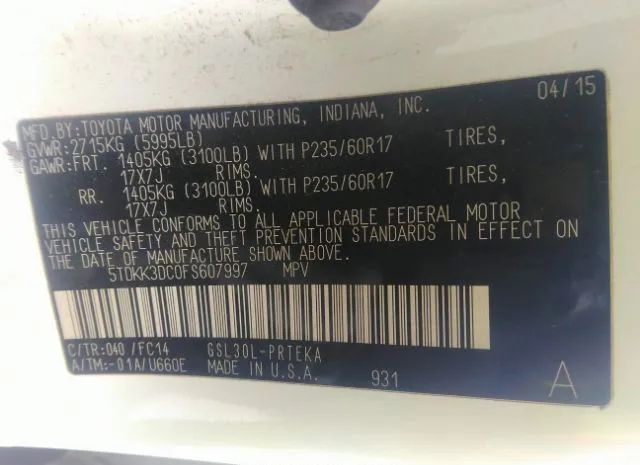 04/15
MFD.BY:TOYOTA MOTOR MANUFACTURING, INDIANA, INC.
GVWR:2715KG (5995LB)
GAWR:FRT. 1405KG (3100LB) WITH P235/60R17 TIRES,
17X7J RIMS.
RR. 1405KG (3100LB) WITH P235/60R17 TIRES,
17X7J RIMS.
THIS VEHICLE CONFORMS TO ALL APPLICABLE FEDERAL MOTOR
VEHICLE SAFETY AND THEFT PREVENTION STANDARDS IN EFFECT ON
THE DATE OF MANUFACTURE SHOWN ABOVE.
5TDKK3DC0FS607997 MPV
C/TR:040 /FC14 GSL30L-PRTEKA
A/TM:-01A/U660E MADE IN U.S.A. 931 A